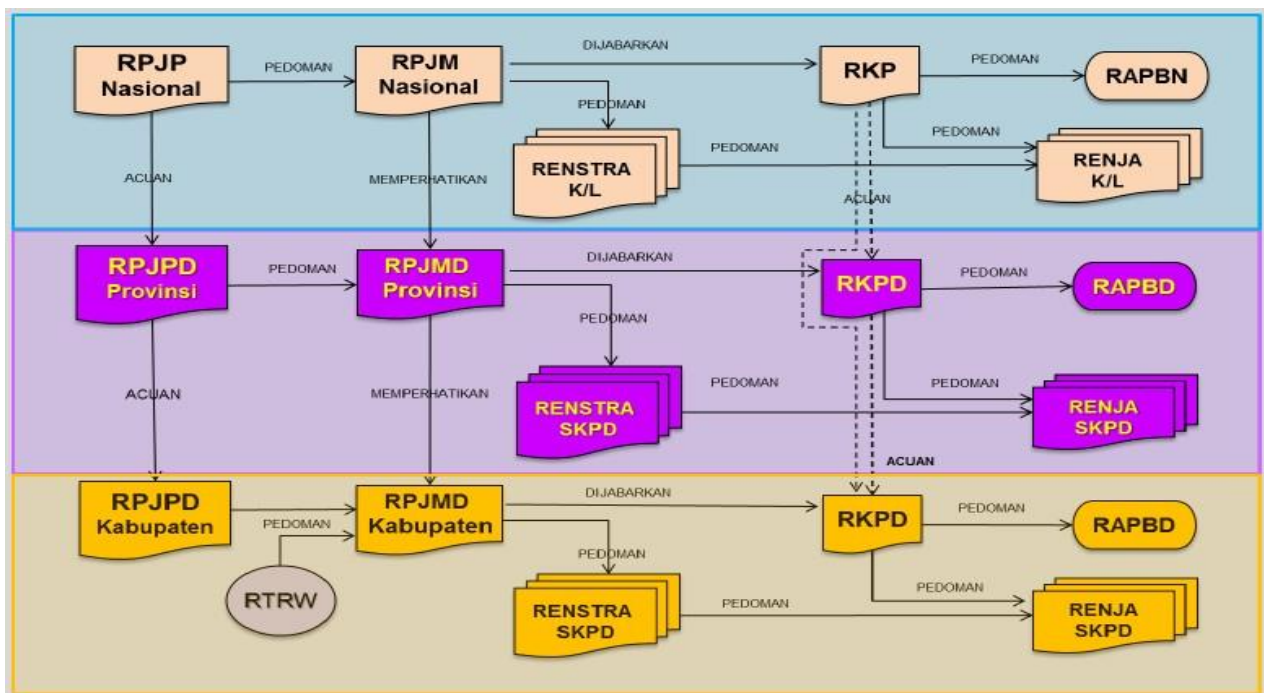 DIJABARKAN
RPJP
Nasional
PEDOMAN
RPJM
Nasional
RKP
PEDOMAN
RAPBN
PEDOMAN
PEDOMAN
RENSTRA
K/L
PEDOMAN
RENJA
K/L
ACUAN
MEMPERHATIKAN
ACUAN
RPJPD
Provinsi
PEDOMAN
RPJMD
Provinsi
DIJABARKAN
RKPD
PEDOMAN
RAPBD
PEDOMAN
RENSTRA
SKPD
PEDOMAN
PEDOMAN
RENJA
SKPD
ACUAN
MEMPERHATIKAN
ACUAN
RPJPD
Kabupaten
PEDOMAN
RPJMD
Kabupaten
DIJABARKAN
RKPD
PEDOMAN
RAPBD
RTRW
PEDOMAN
RENSTRA
SKPD
PEDOMAN
PEDOMAN
RENJA
SKPD